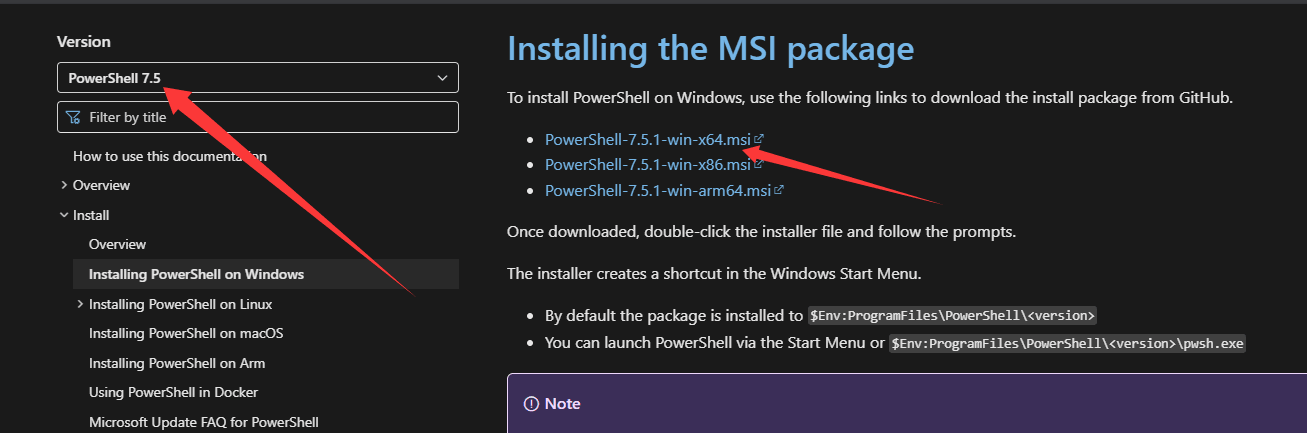 Version
PowerShell 7.5
Filter by title
How to use this documentation
Overview
Install
Overview
Installing PowerShell on Windows
Installing PowerShell on Linux
Installing PowerShell on macOS
Installing PowerShell on Arm
Using PowerShell in Docker
Microsoft Update FAQ for PowerShell
Installing the MSI package
To install PowerShell on Windows, use the following links to download the install package from GitHub.
PowerShell-7.5.1-win-x64.msi
PowerShell-7.5.1-win-x86.msi
PowerShell-7.5.1-win-arm64.msi
Once downloaded, double-click the installer file and follow the prompts.
The installer creates a shortcut in the Windows Start Menu.
By default the package is installed to $Env:ProgramFiles\PowerShell\<version>
You can launch PowerShell via the Start Menu or $Env:ProgramFiles\PowerShell\<version>\pwsh.exe
Note